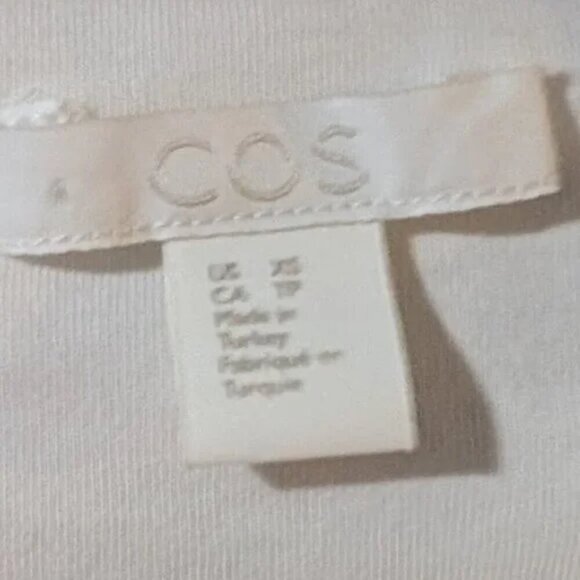 COS
US XS
CA TP
Made in
Turkey
Fabriqué en
Turquie